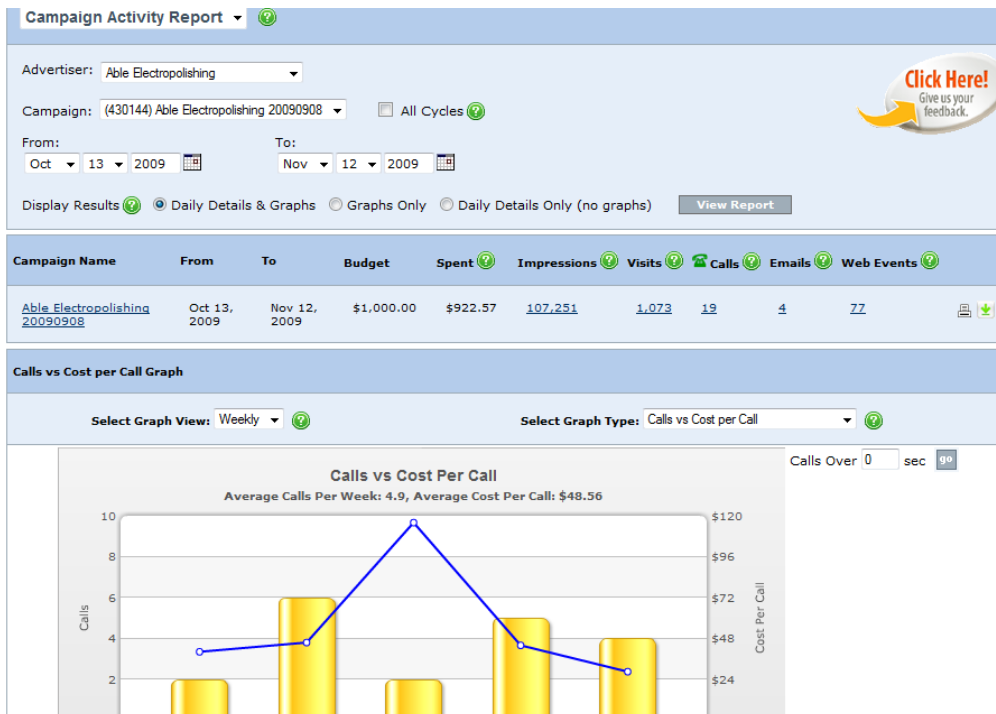 Campaign Activity Report
Advertiser: Able Electropolishing
Click Here!
Give us your
feedback.
Campaign: (430144) Able Electropolishing 20090908 All Cycles
From: To:
Oct 13 2009 Nov 12 2009
Display Results Daily Details & Graphs Graphs Only Daily Details Only (no graphs) View Report
Campaign Name From To Budget Spent Impressions Visits Calls Emails Web Events
Able Electropolishing 20090908 Oct 13, 2009 Nov 12, 2009 $1,000.00 $922.57 107,251 1,073 19 4 77
Calls vs Cost per Call Graph
Select Graph View: Weekly Select Graph Type: Calls vs Cost per Call
Calls Over 0 sec go
Calls vs Cost Per Call
Average Calls Per Week: 4.9, Average Cost Per Call: $48.56
10 $120
8 $96
6 $72
Calls Cost Per Call
4 $48
2 $24